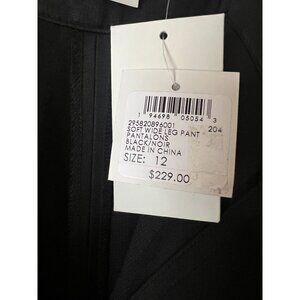 1 94698 05054 3
295820896001 204
SOFT WIDE LEG PANT -
PANTALONS
BLACK/NOIR
MADE IN CHINA
SIZE: 12
$229.00